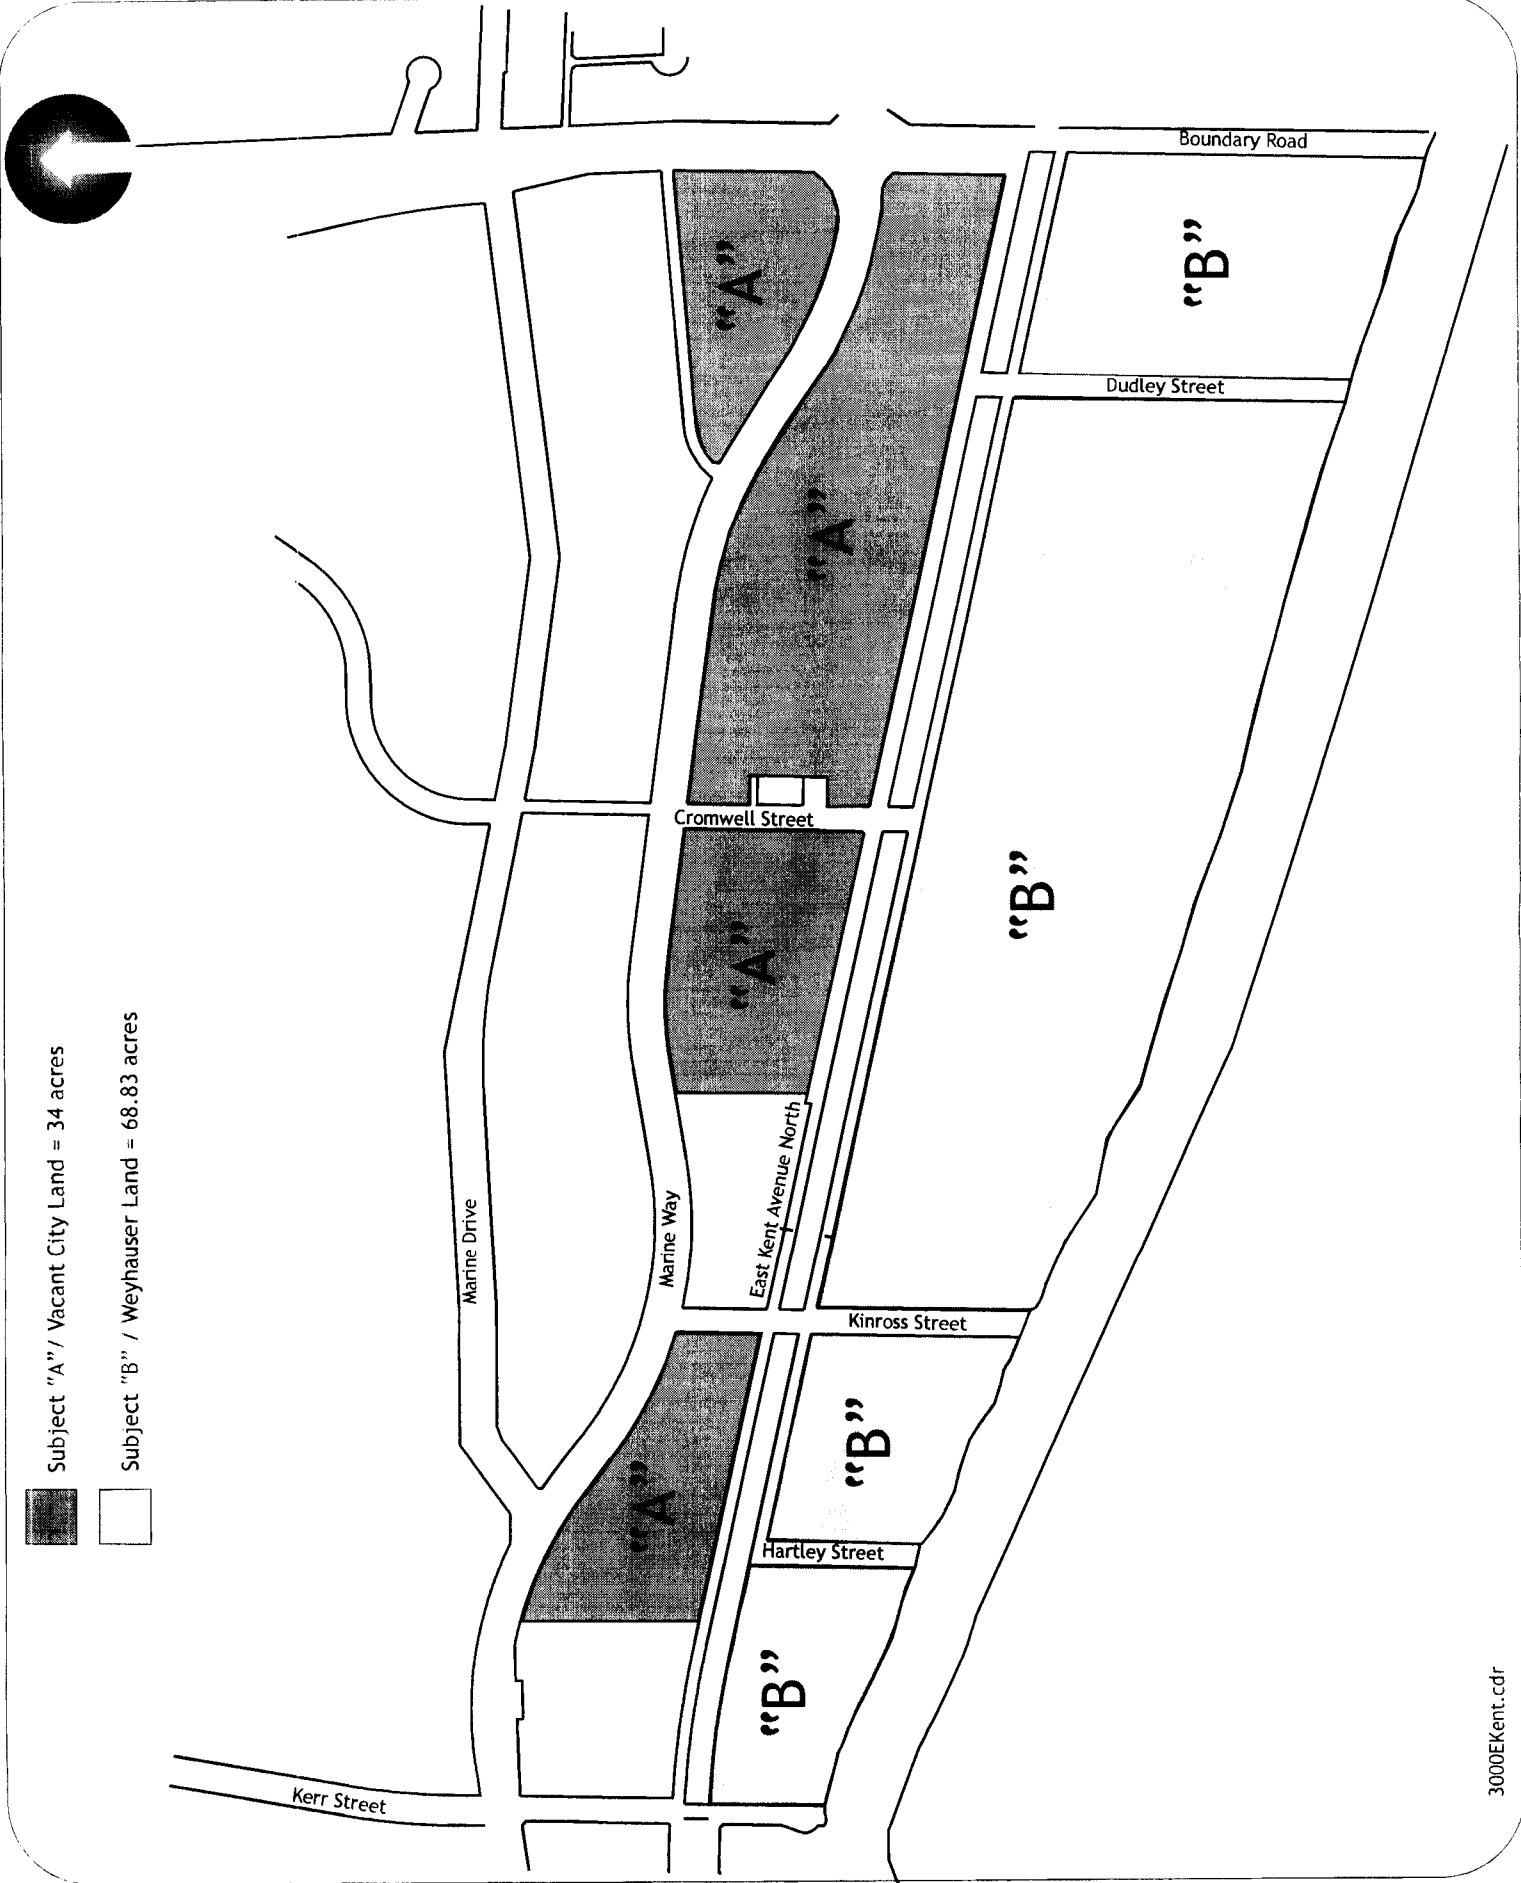 Subject "A" / Vacant City Land = 34 acres
Subject "B" / Weyhauser Land = 68.83 acres
Kerr Street
Marine Drive
Marine Way
East Kent Avenue North
Cromwell Street
Boundary Road
Dudley Street
Kinross Street
Hartley Street
“A”
“A”
“A”
“A”
“B”
“B”
“B”
“B”
3000EKent.cdr